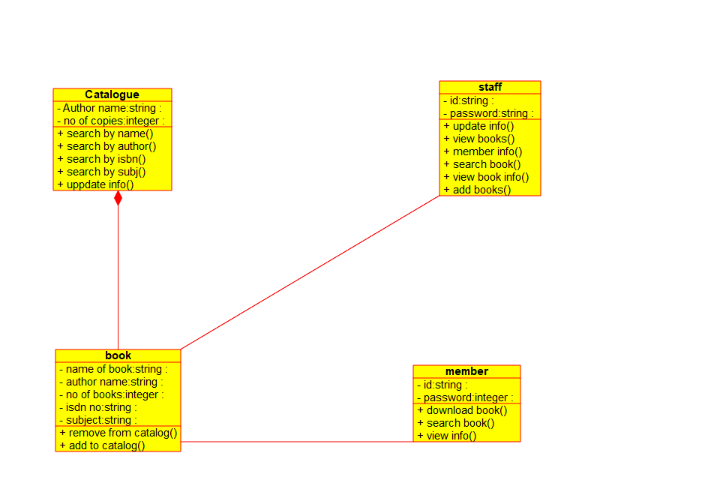 Catalogue
- Author name:string :
- no of copies:integer :
+ search by name()
+ search by author()
+ search by isbn()
+ search by subj()
+ uppdate info()
staff
- id:string :
- password:string :
+ update info()
+ view books()
+ member info()
+ search book()
+ view book info()
+ add books()
book
- name of book:string :
- author name:string :
- no of books:integer :
- isdn no:string :
- subject:string :
+ remove from catalog()
+ add to catalog()
member
- id:string :
- password:integer :
+ download book()
+ search book()
+ view info()